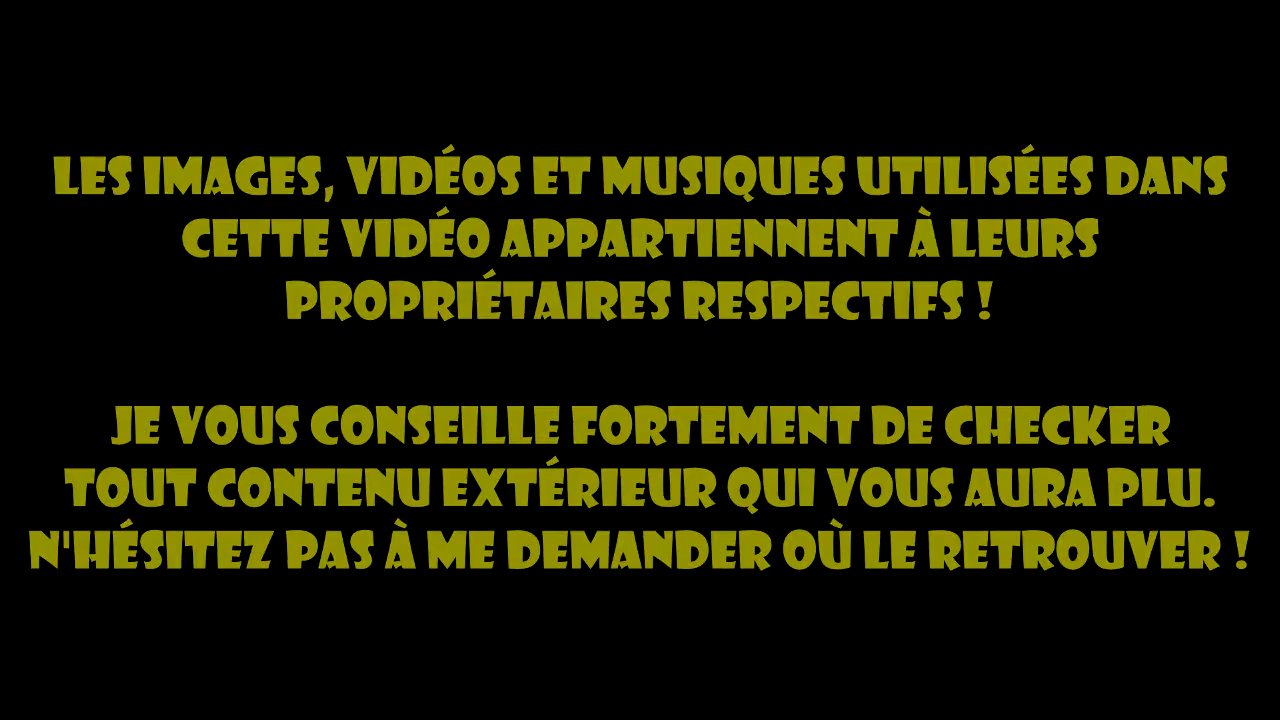 LES IMAGES, VIDÉOS ET MUSIQUES UTILISÉES DANS
CETTE VIDÉO APPARTIENNENT À LEURS
PROPRIÉTAIRES RESPECTIFS !
JE VOUS CONSEILLE FORTEMENT DE CHECKER
TOUT CONTENU EXTÉRIEUR QUI VOUS AURA PLU.
N'HÉSITEZ PAS À ME DEMANDER OÙ LE RETROUVER !